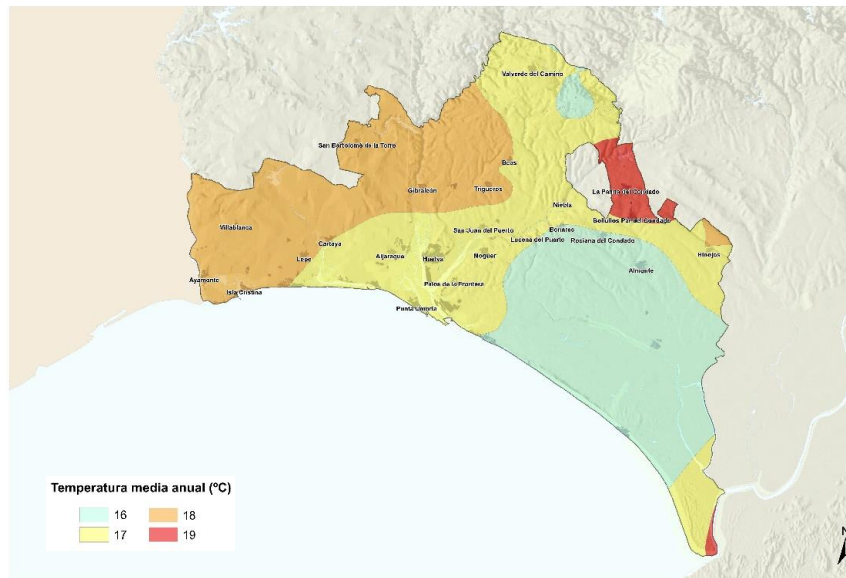 Valverde del Camino
San Bartolomé de la Torre
Beas
La Palma del Condado
Gibraleón
Trigueros
Niebla
Villablanca
Bollullos Par del Condado
San Juan del Puerto
Bonares
Lucena del Puerto
Rociana del Condado
Cartaya
Lepe
Aljaraque
Huelva
Moguer
Hinojos
Almonte
Ayamonte
Isla Cristina
Palos de la Frontera
Punta Umbría
Temperatura media anual (ºC)
16
18
17
19
N